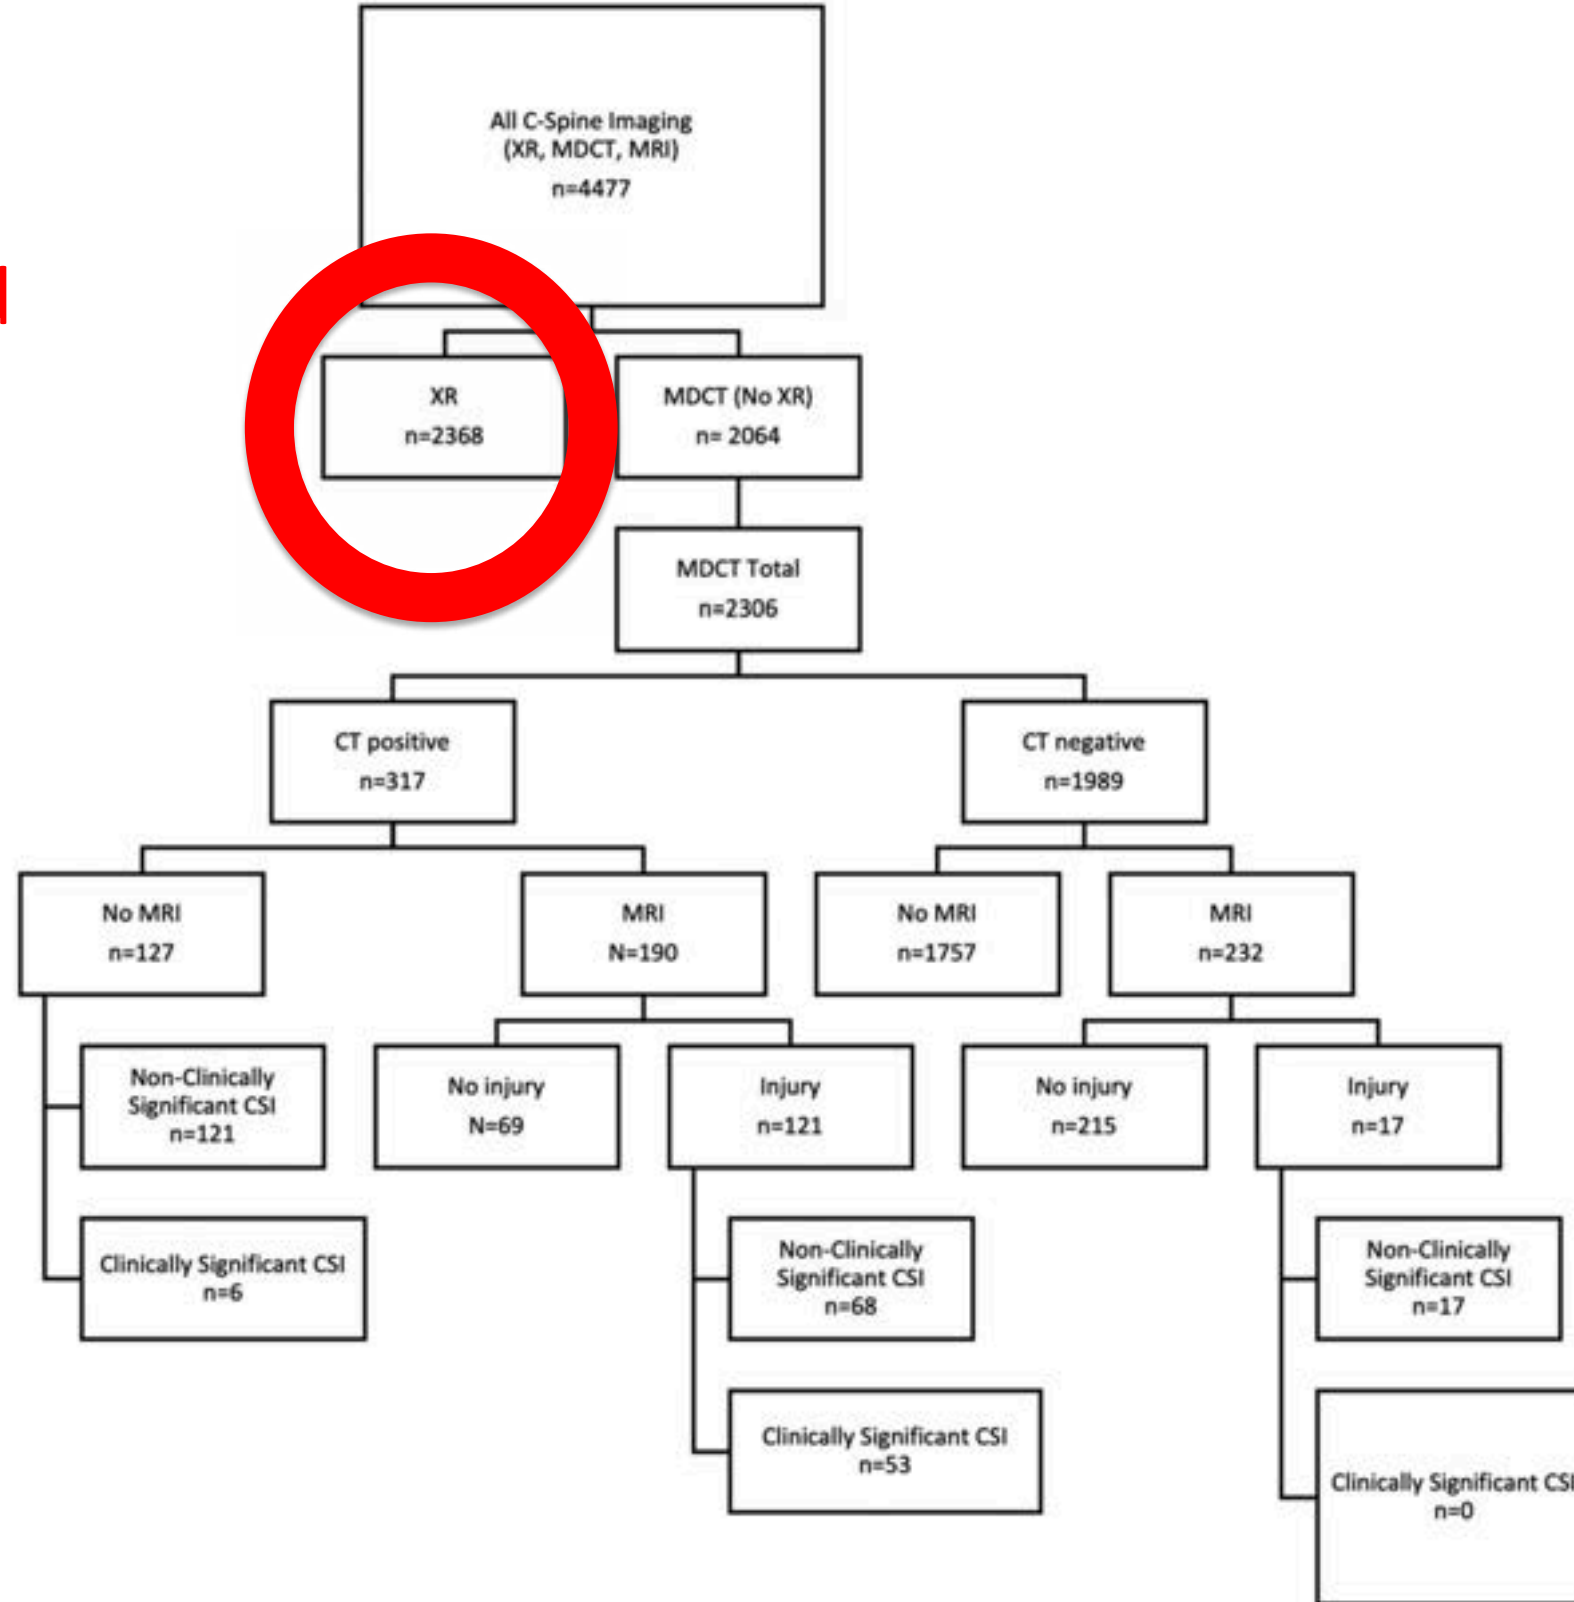 All C-Spine Imaging
(XR, MDCT, MRI)
n=4477
XR
n=2368
MDCT (No XR)
n= 2064
MDCT Total
n=2306
CT positive
n=317
CT negative
n=1989
No MRI
n=127
MRI
N=190
No MRI
n=1757
MRI
n=232
Non-Clinically
Significant CSI
n=121
No injury
N=69
Injury
n=121
No injury
n=215
Injury
n=17
Clinically Significant CSI
n=6
Non-Clinically
Significant CSI
n=68
Non-Clinically
Significant CSI
n=17
Clinically Significant CSI
n=53
Clinically Significant CSI
n=0